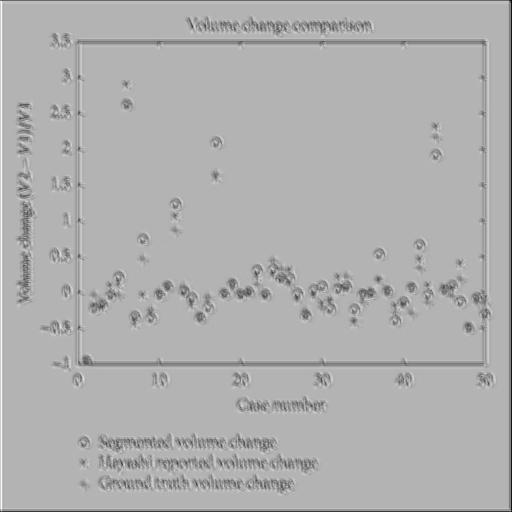 Volume change comparison
3.5
3
2.5
2
1.5
1
0.5
0
−0.5
−1
Volume change (V2 − V1)/V1
0 10 20 30 40 50
Case number
Segmented volume change
Hayashi reported volume change
Ground truth volume change